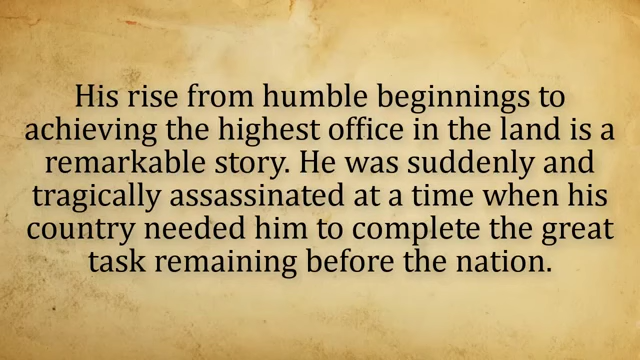 His rise from humble beginnings to
achieving the highest office in the land is a
remarkable story. He was suddenly and
tragically assassinated at a time when his
country needed him to complete the great
task remaining before the nation.